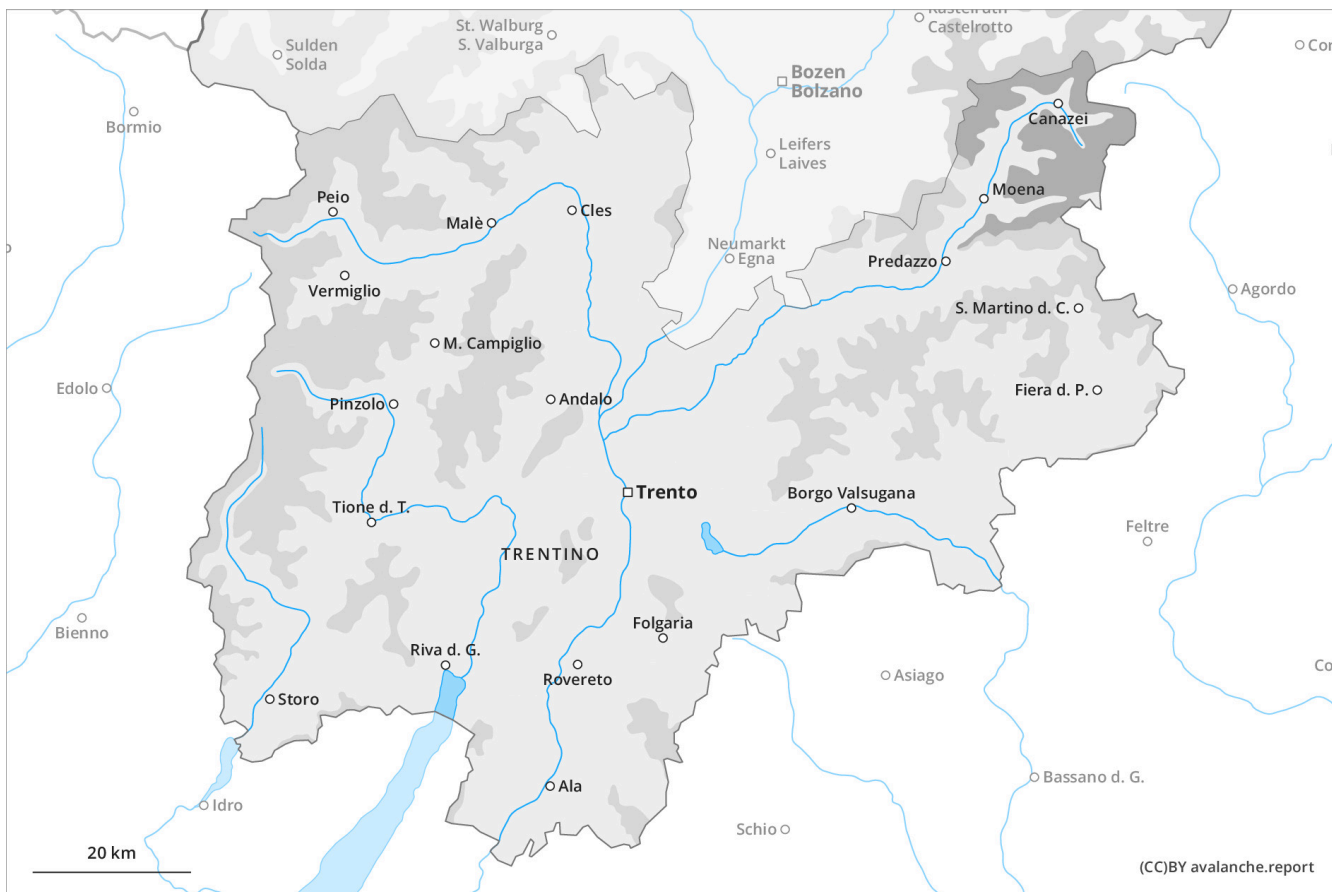 Kastelruth
Castelrotto
St. Walburg
S. Valburga
Sulden
Solda
Bozen
Bolzano
Bormio
Canazei
Leifers
Laives
Moena
Peio
Malè
Cles
Neumarkt
Egna
Predazzo
Vermiglio
Agordo
S. Martino d. C.
M. Campiglio
Edolo
Pinzolo
Andalo
Fiera d. P.
Trento
Borgo Valsugana
Tione d. T.
Feltre
TRENTINO
Bienno
Folgaria
Riva d. G.
Rovereto
Asiago
Storo
Ala
Bassano d. G.
Idro
Schio
20 km
(CC)BY avalanche.report